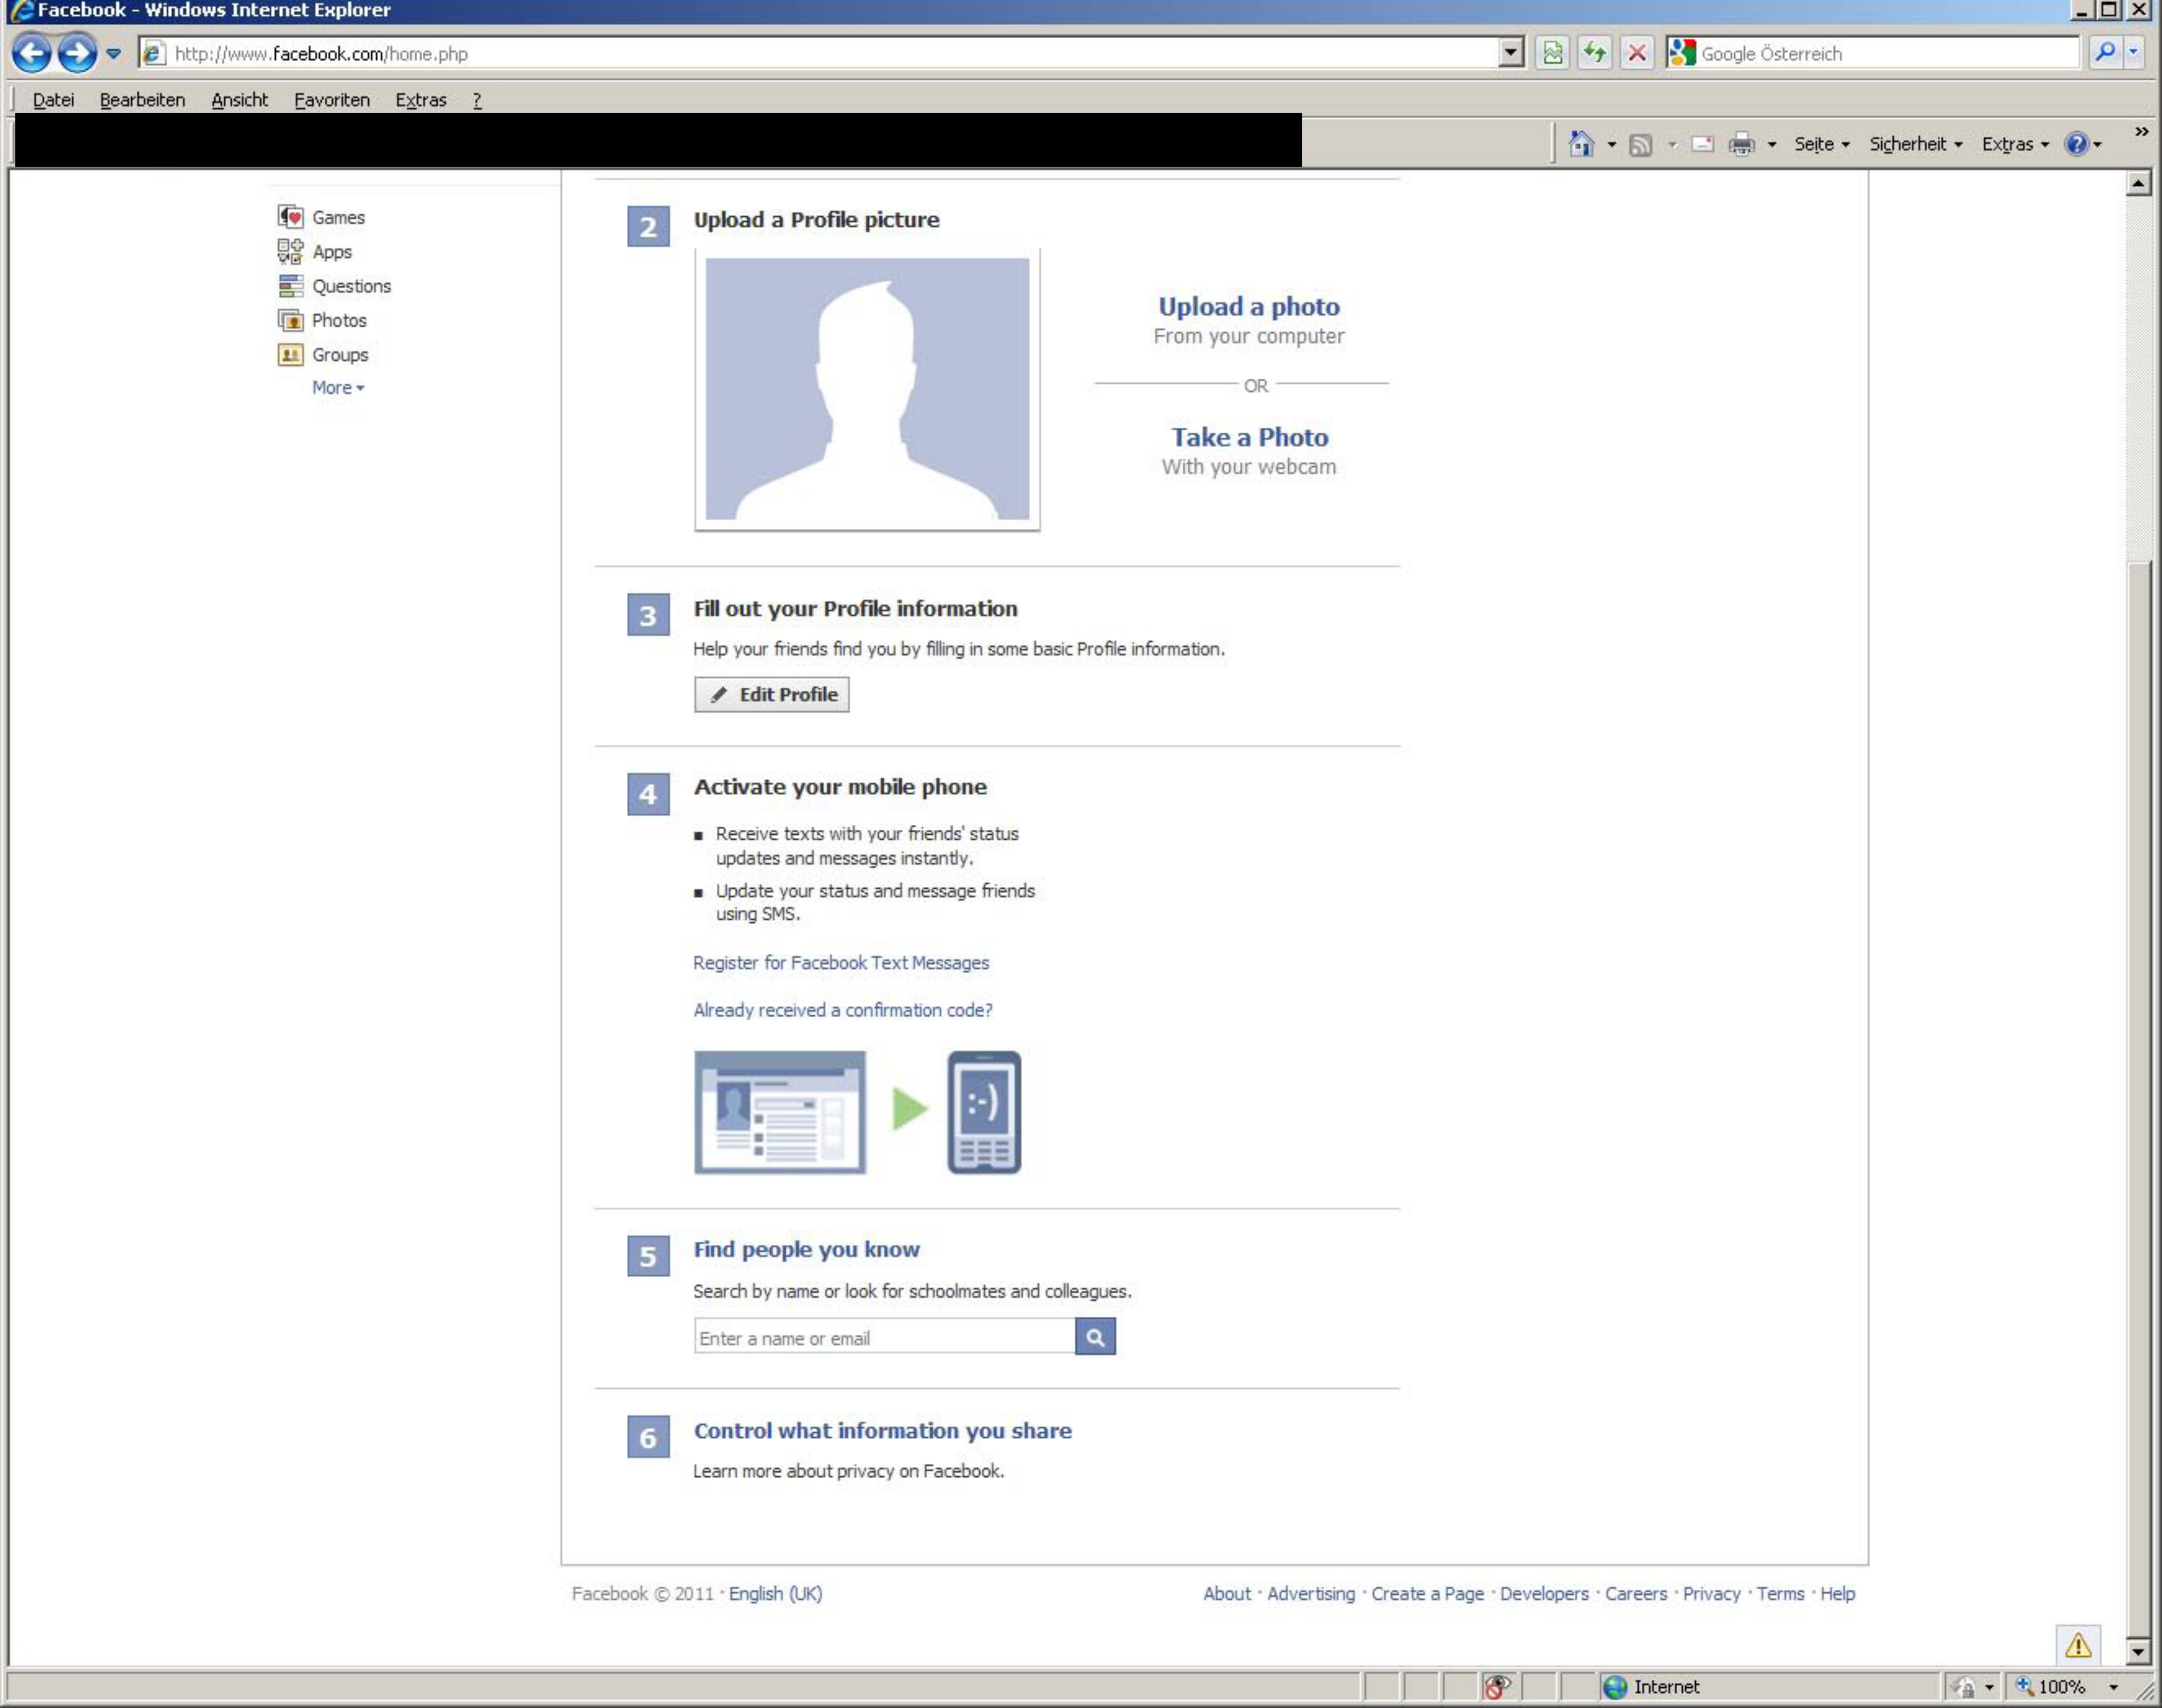 Facebook - Windows Internet Explorer
http://www.facebook.com/home.php
Google Österreich
Datei Bearbeiten Ansicht Favoriten Extras ?
Seite Sicherheit Extras »
Games
Apps
Questions
Photos
Groups
More
2 Upload a Profile picture
Upload a photo
From your computer
OR
Take a Photo
With your webcam
3 Fill out your Profile information
Help your friends find you by filling in some basic Profile information.
Edit Profile
4 Activate your mobile phone
Receive texts with your friends' status
updates and messages instantly.
Update your status and message friends
using SMS.
Register for Facebook Text Messages
Already received a confirmation code?
:-)
5 Find people you know
Search by name or look for schoolmates and colleagues.
Enter a name or email
6 Control what information you share
Learn more about privacy on Facebook.
Facebook © 2011 · English (UK)
About · Advertising · Create a Page · Developers · Careers · Privacy · Terms · Help
Internet
100%